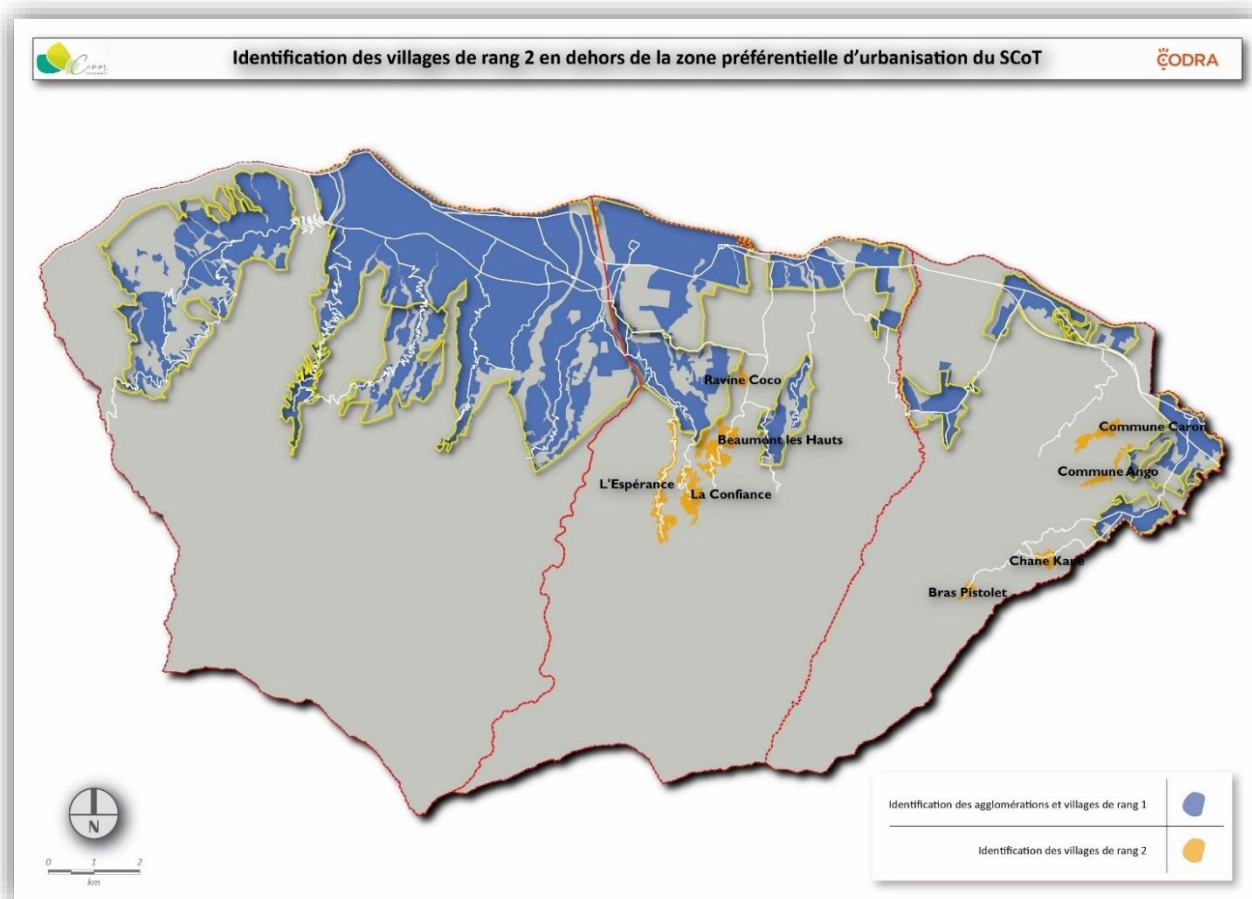 Cinor
Identification des villages de rang 2 en dehors de la zone préférentielle d'urbanisation du SCoT
CODRA
Ravine Coco
Beaumont les Hauts
L'Espérance
La Confiance
Commune Caron
Commune Ango
Chane Kane
Bras Pistolet
Identification des agglomérations et villages de rang 1
Identification des villages de rang 2
N
0 1 2
km